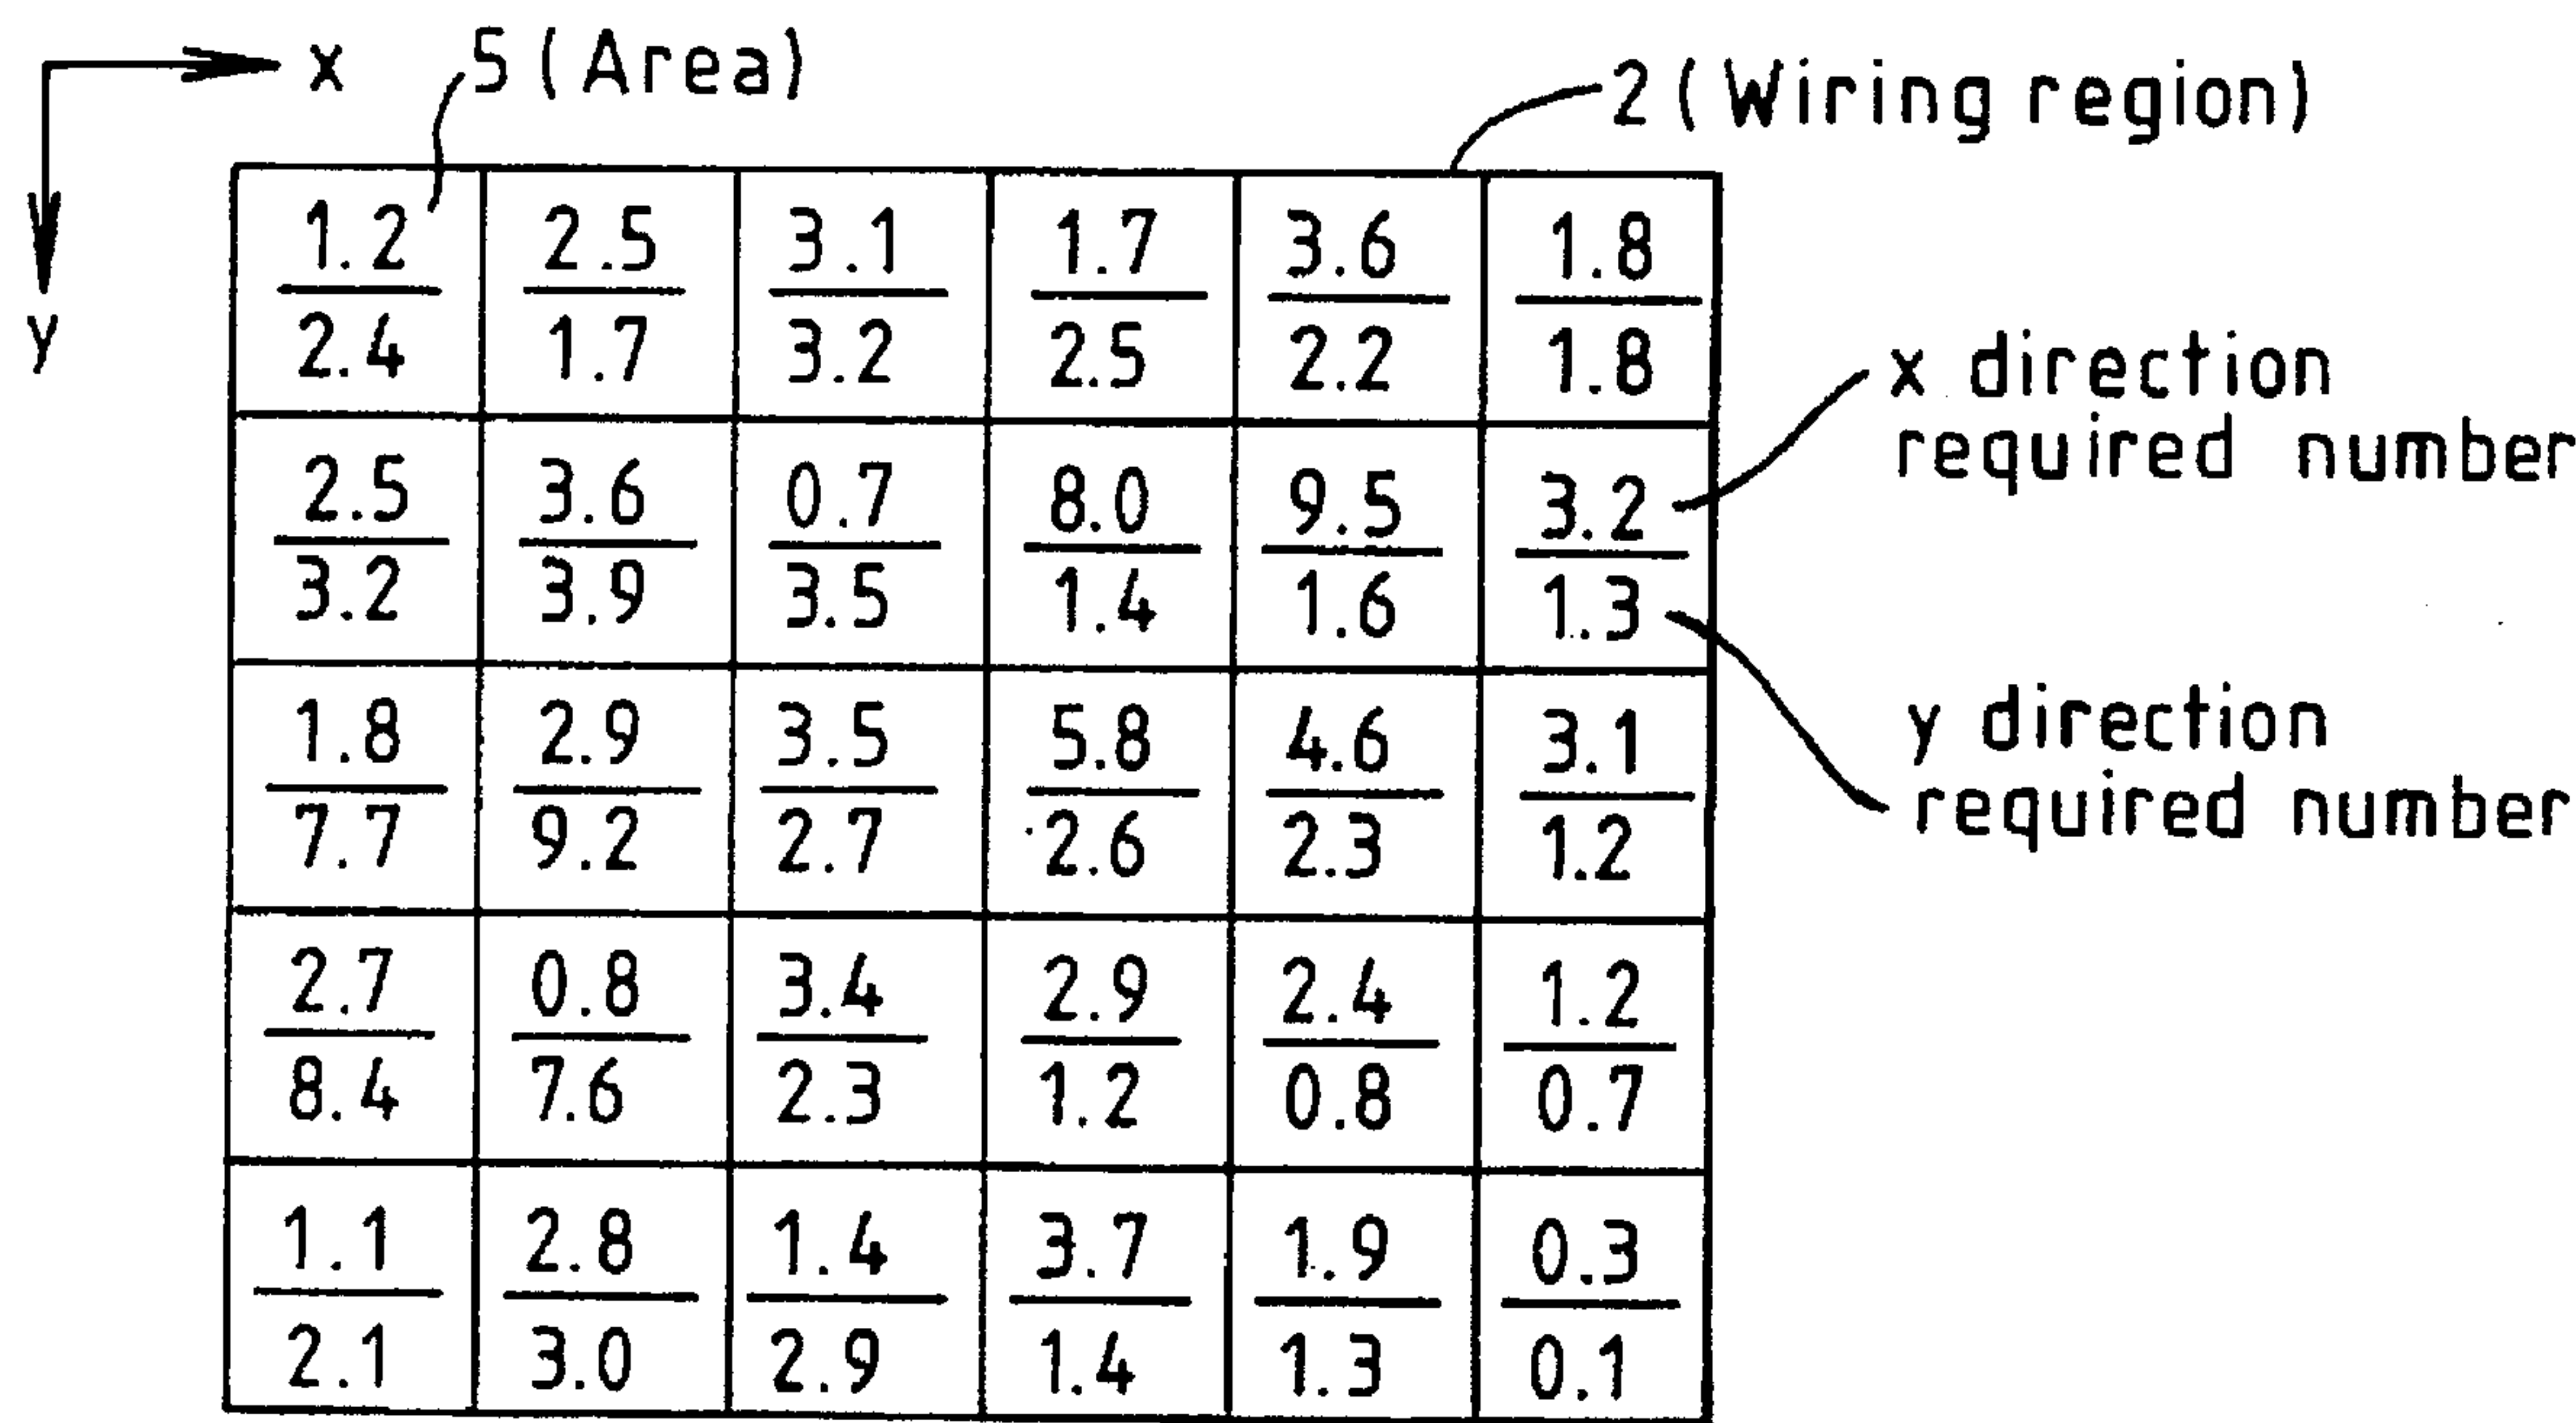 x 5 (Area)
2 (Wiring region)
y
1.2 2.5 3.1 1.7 3.6 1.8
2.4 1.7 3.2 2.5 2.2 1.8
x direction
required number
2.5 3.6 0.7 8.0 9.5 3.2
3.2 3.9 3.5 1.4 1.6 1.3
y direction
required number
1.8 2.9 3.5 5.8 4.6 3.1
7.7 9.2 2.7 2.6 2.3 1.2
2.7 0.8 3.4 2.9 2.4 1.2
8.4 7.6 2.3 1.2 0.8 0.7
1.1 2.8 1.4 3.7 1.9 0.3
2.1 3.0 2.9 1.4 1.3 0.1